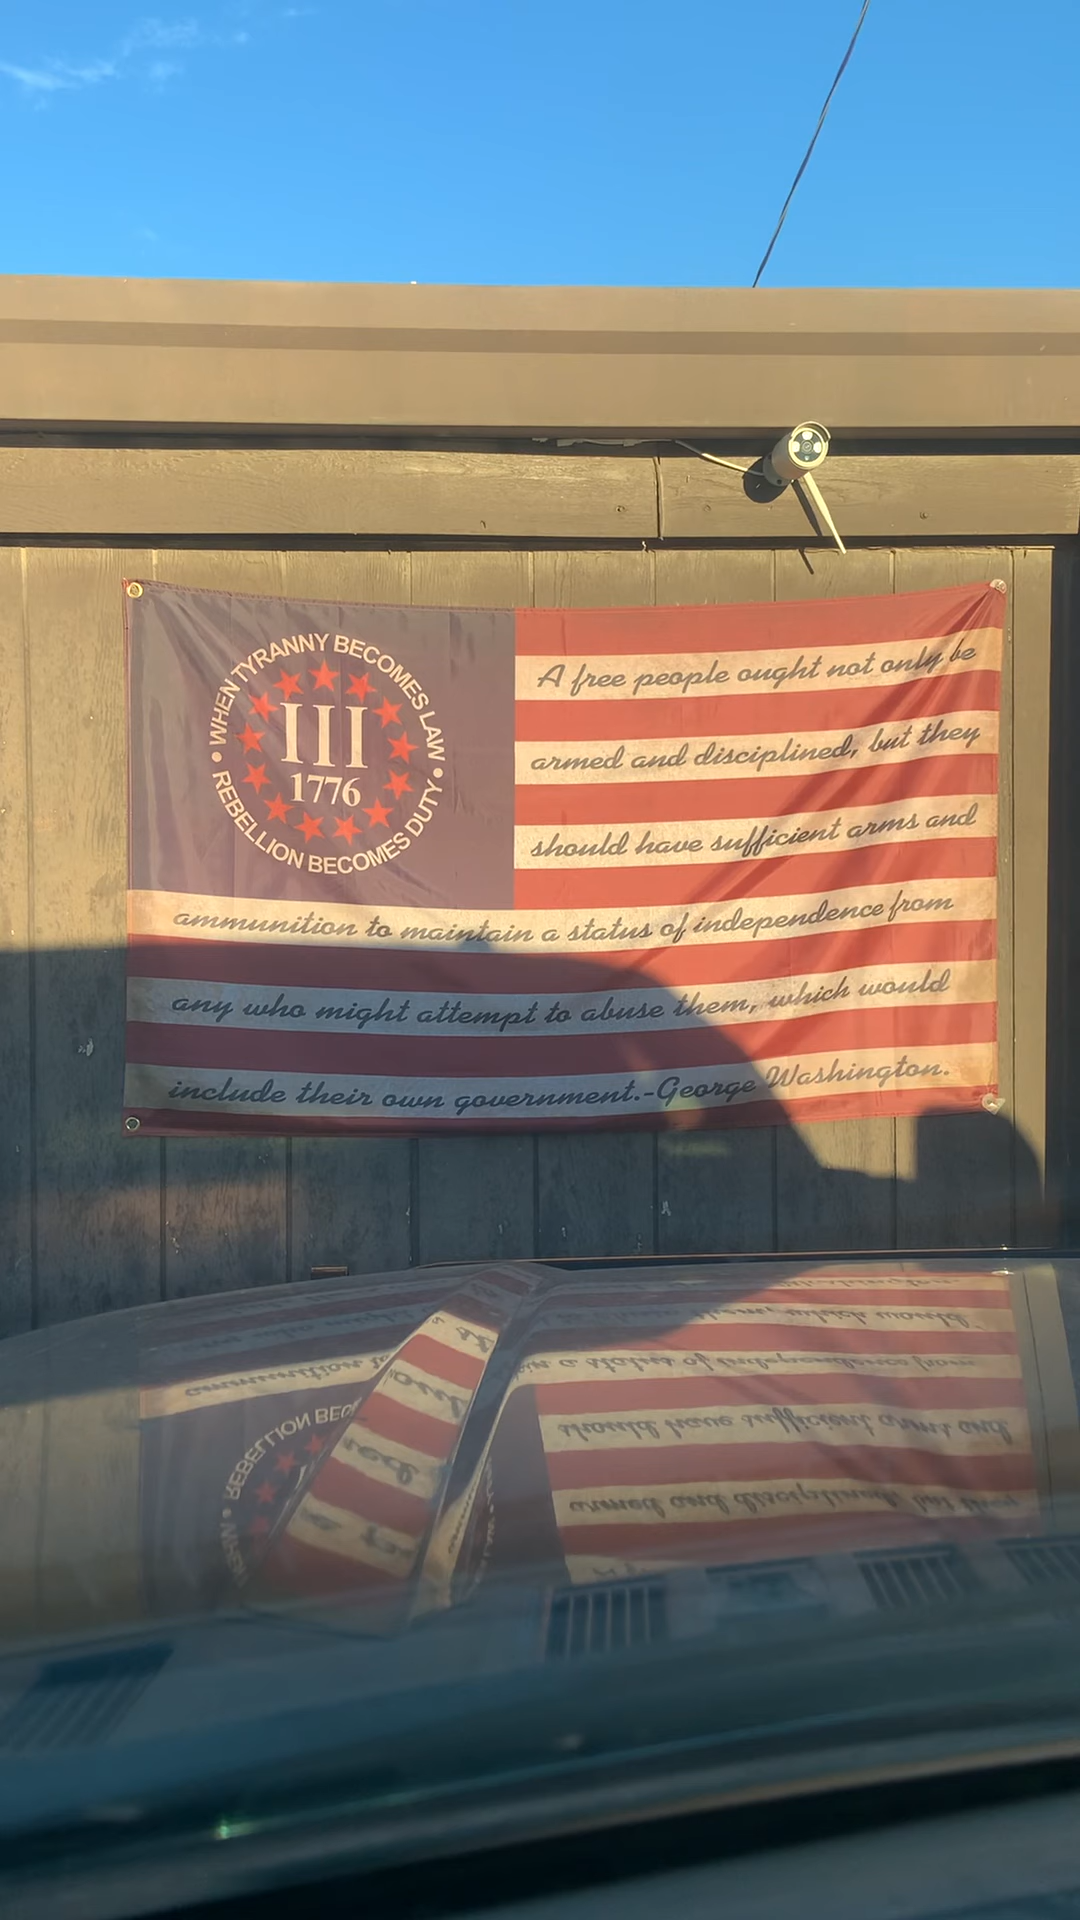 WHEN TYRANNY BECOMES LAW
III
1776
REBELLION BECOMES DUTY
A free people ought not only be
armed and disciplined, but they
should have sufficient arms and
ammunition to maintain a status of independence from
any who might attempt to abuse them, which would
include their own government.-George Washington.